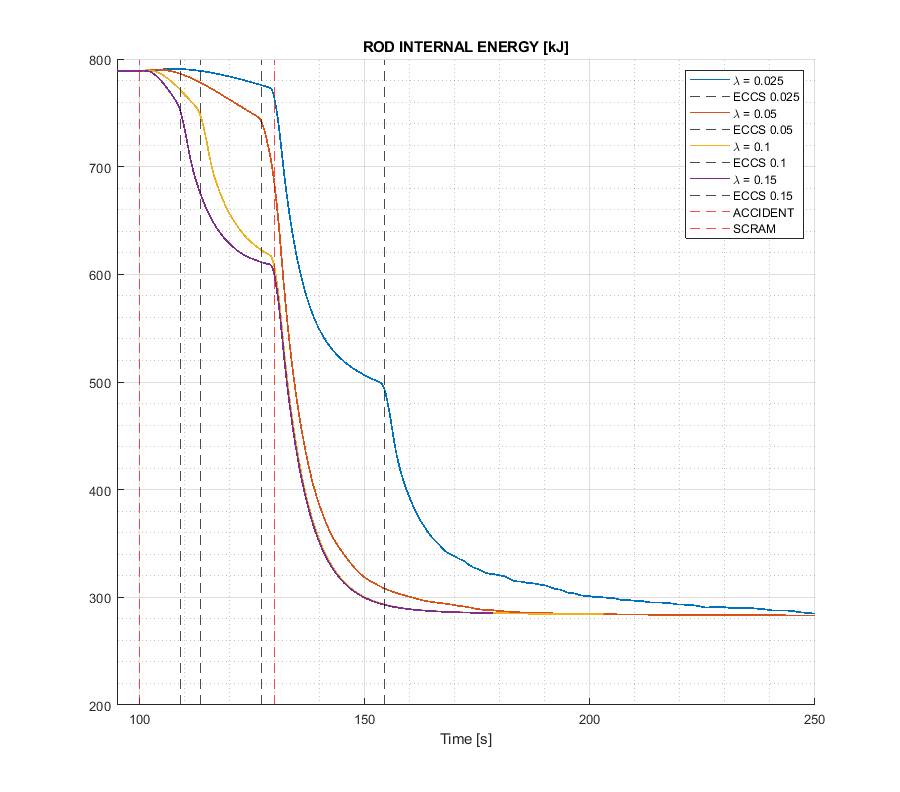 ROD INTERNAL ENERGY [kJ]
800
700
600
500
400
300
200
100
150
200
250
Time [s]
λ = 0.025
ECCS 0.025
λ = 0.05
ECCS 0.05
λ = 0.1
ECCS 0.1
λ = 0.15
ECCS 0.15
ACCIDENT
SCRAM